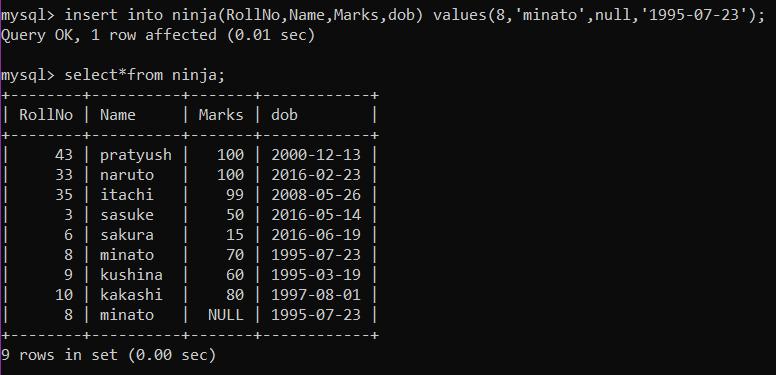 mysql> insert into ninja(RollNo,Name,Marks,dob) values(8,'minato',null,'1995-07-23');
Query OK, 1 row affected (0.01 sec)
mysql> select*from ninja;
+--------+----------+-------+------------+
| RollNo | Name     | Marks | dob        |
+--------+----------+-------+------------+
|     43 | pratyush |   100 | 2000-12-13 |
|     33 | naruto   |   100 | 2016-02-23 |
|     35 | itachi   |    99 | 2008-05-26 |
|      3 | sasuke   |    50 | 2016-05-14 |
|      6 | sakura   |    15 | 2016-06-19 |
|      8 | minato   |    70 | 1995-07-23 |
|      9 | kushina  |    60 | 1995-03-19 |
|     10 | kakashi  |    80 | 1997-08-01 |
|      8 | minato   |  NULL | 1995-07-23 |
+--------+----------+-------+------------+
9 rows in set (0.00 sec)